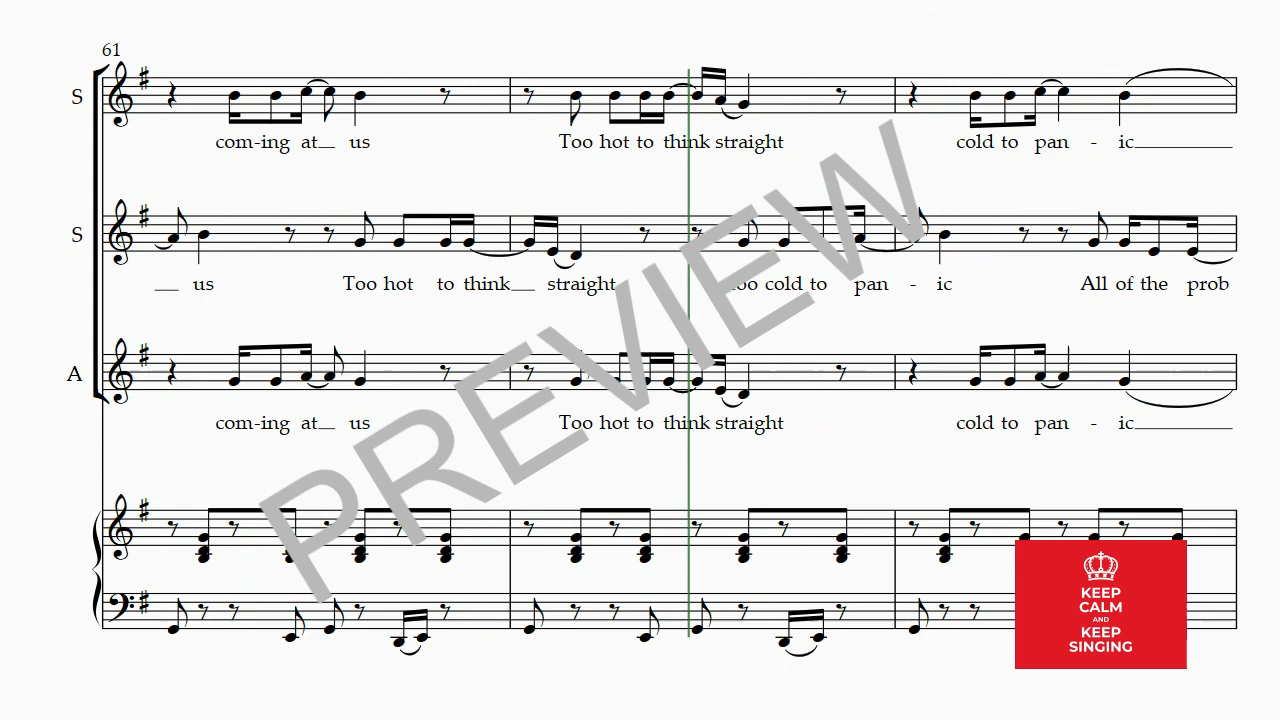 61
S
com-ing at us Too hot to think straight cold to pan - ic
S
us Too hot to think straight too cold to pan - ic All of the prob
A
com-ing at us Too hot to think straight cold to pan - ic
PREVIEW
KEEP
CALM
AND
KEEP
SINGING